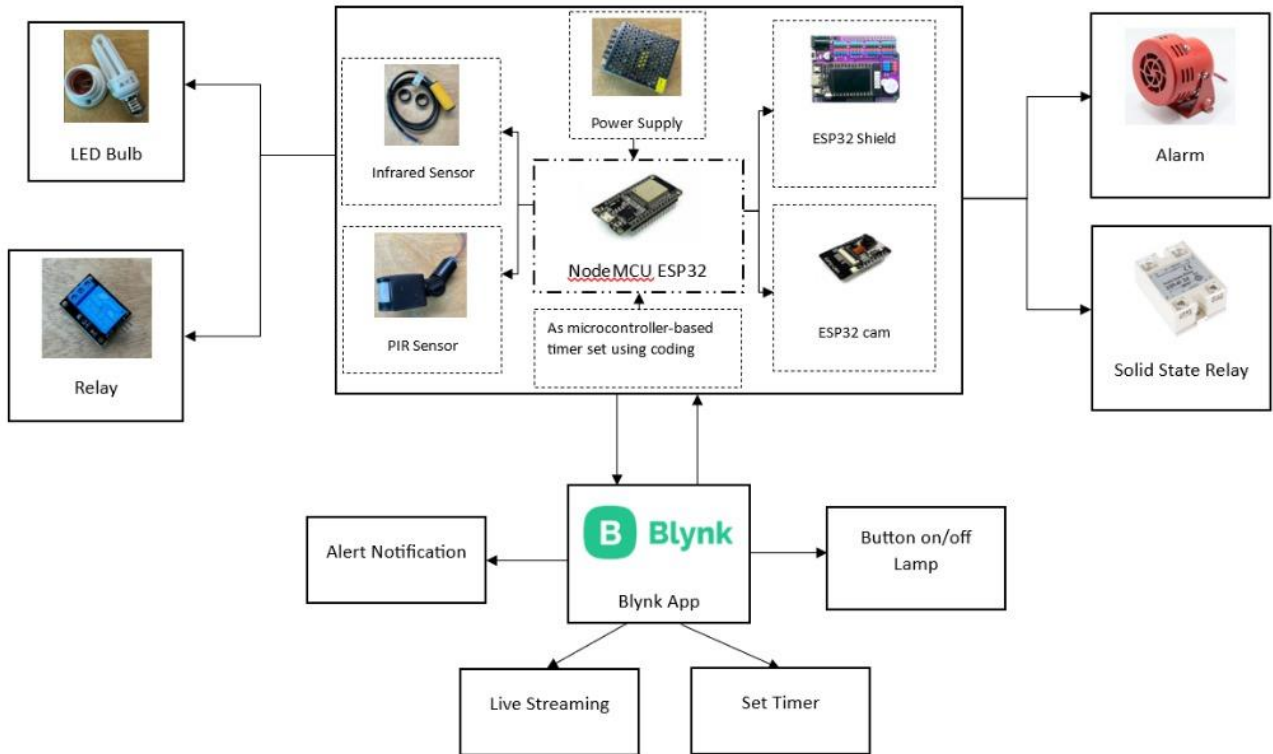 LED Bulb
Relay
Infrared Sensor
PIR Sensor
Power Supply
NodeMCU ESP32
As microcontroller-based
timer set using coding
ESP32 Shield
ESP32 cam
Alarm
Solid State Relay
B Blynk
Blynk App
Alert Notification
Button on/off
Lamp
Live Streaming
Set Timer